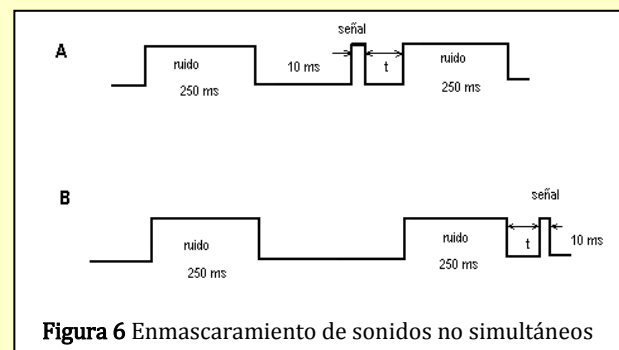 señal
A
ruido 10 ms t ruido
250 ms 250 ms
B señal
ruido ruido t 10 ms
250 ms 250 ms
Figura 6 Enmascaramiento de sonidos no simultáneos